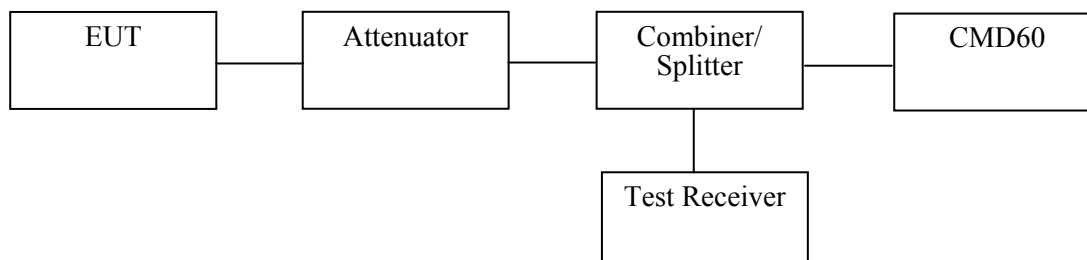 EUT
Attenuator
Combiner/
Splitter
CMD60
Test Receiver